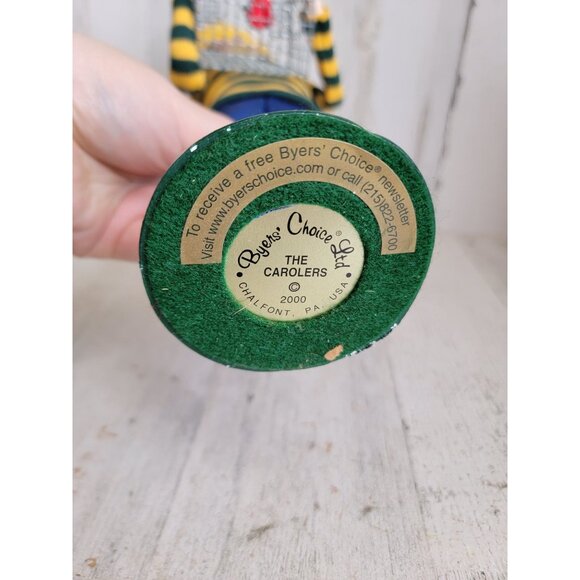 To receive a free Byers' Choice® newsletter
Visit www.byerschoice.com or call (215)822-6700
Byers' Choice® Ltd
THE
CAROLERS
©
2000
• CHALFONT, PA. USA •